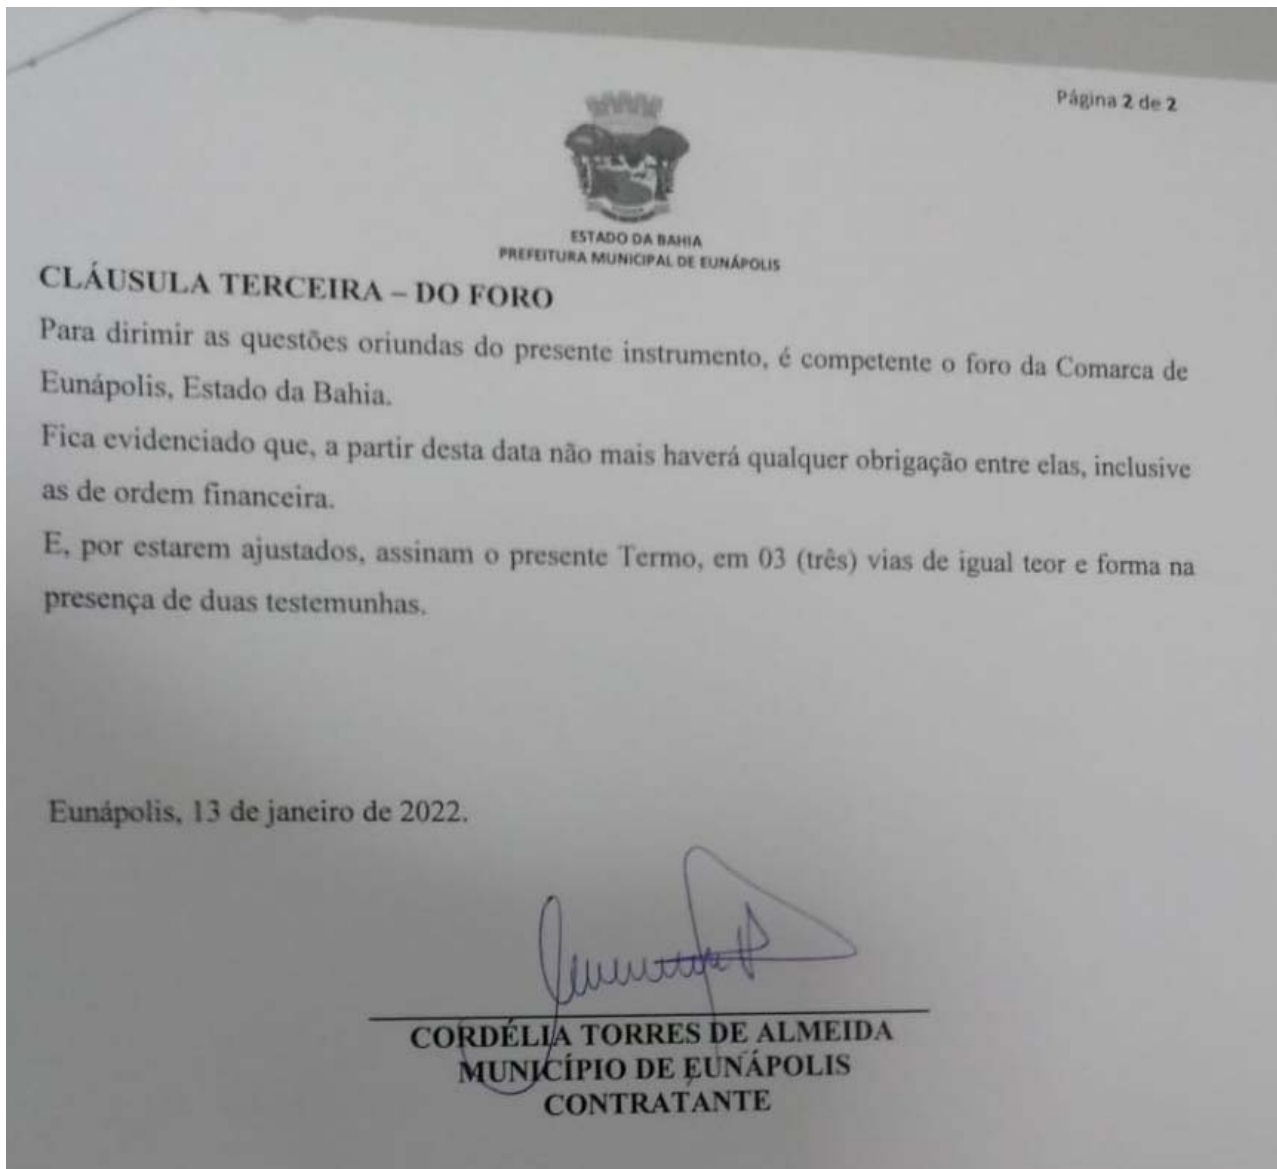 Página 2 de 2
ESTADO DA BAHIA
PREFEITURA MUNICIPAL DE EUNÁPOLIS
CLÁUSULA TERCEIRA – DO FORO
Para dirimir as questões oriundas do presente instrumento, é competente o foro da Comarca de
Eunápolis, Estado da Bahia.
Fica evidenciado que, a partir desta data não mais haverá qualquer obrigação entre elas, inclusive
as de ordem financeira.
E, por estarem ajustados, assinam o presente Termo, em 03 (três) vias de igual teor e forma na
presença de duas testemunhas.
Eunápolis, 13 de janeiro de 2022.
CORDÉLIA TORRES DE ALMEIDA
MUNICÍPIO DE EUNÁPOLIS
CONTRATANTE